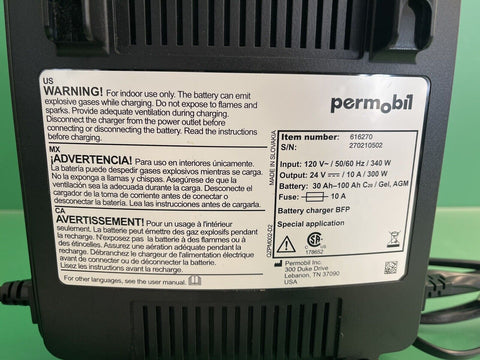 US
WARNING! For indoor use only. The battery can emit
explosive gases while charging. Do not expose to flames and
sparks. Provide adequate ventilation during charging.
Disconnect the charger from the power outlet before
connecting or disconnecting the battery. Read the instructions
before charging.
MX
¡ADVERTENCIA! Para uso en interiores únicamente.
La batería puede despedir gases explosivos mientras se carga.
No la exponga a llamas y chispas. Asegúrese de que esté
suficientemente ventilada durante la carga. Desconecte el
cargador de la toma de corriente antes de conectar o
desconectar la batería. Lea las instrucciones antes de cargarla.
CA
AVERTISSEMENT! Pour un usage à l'intérieur
seulement. La batterie peut émettre des gaz explosifs pendant
la recharge. N'exposez pas la batterie à des flammes ou à
des étincelles. Assurez une aération adéquate pendant la
recharge. Débranchez le chargeur de l'alimentation électrique
avant de connecter ou de déconnecter la batterie.
Lisez les instructions avant la recharge.
For other languages, see the user manual.
MADE IN SLOVAKIA
permobil
Item number: 616270
S/N: 270210502
Input: 120 V~ / 50/60 Hz / 340 W
Output: 24 V / 10 A / 300 W
Battery: 30 Ah–100 Ah C20 / Gel, AGM
Fuse: 10 A
Battery charger BFP
Special application
178652
Permobil Inc.
300 Duke Drive
Lebanon, TN 37090
USA